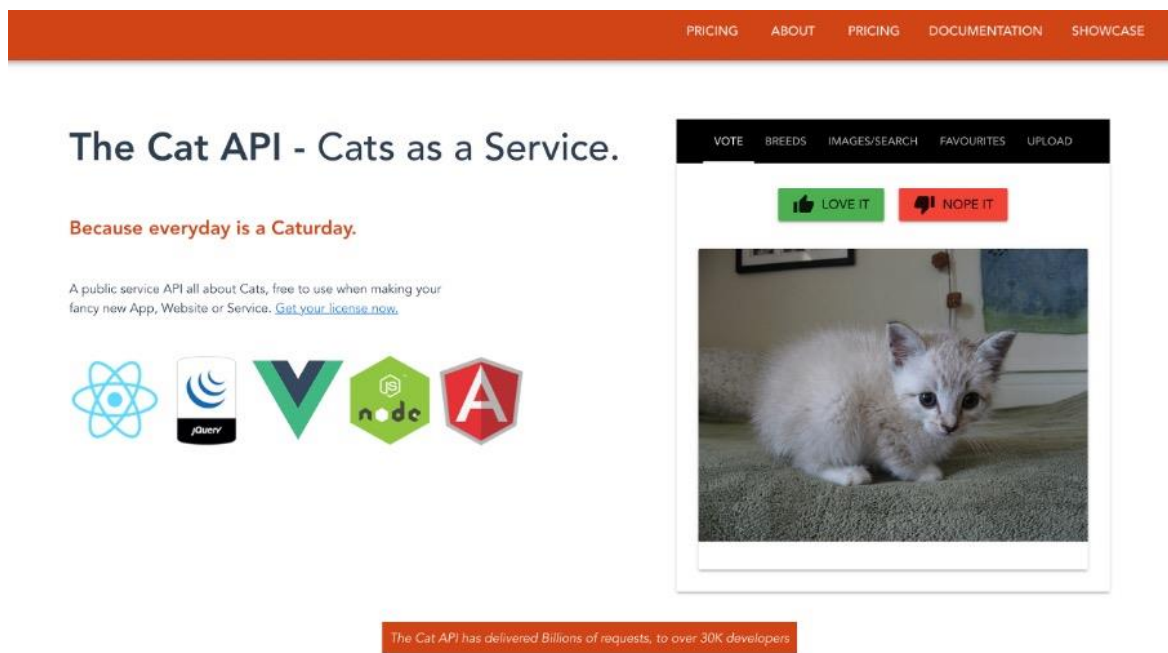 PRICING ABOUT PRICING DOCUMENTATION SHOWCASE
The Cat API - Cats as a Service.
Because everyday is a Caturday.
A public service API all about Cats, free to use when making your
fancy new App, Website or Service. Get your license now.
jQuery
JS
node
A
VOTE BREEDS IMAGES/SEARCH FAVOURITES UPLOAD
LOVE IT NOPE IT
The Cat API has delivered Billions of requests, to over 30K developers